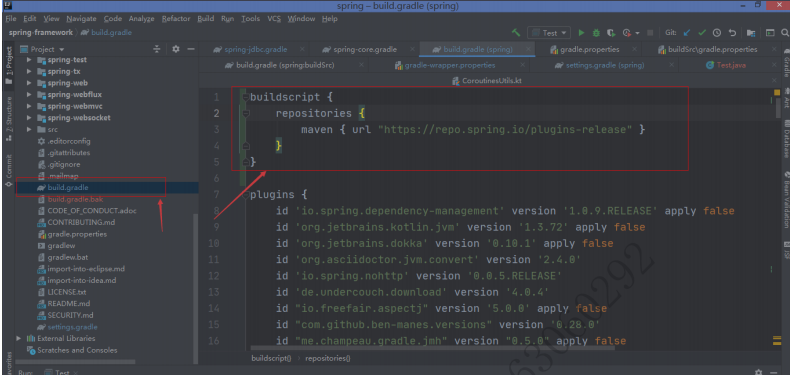 spring – build.gradle (spring)
File Edit View Navigate Code Analyze Refactor Build Run Tools VCS Window Help
spring-framework build.gradle
Test
Git:
Project
spring-jdbc.gradle spring-core.gradle build.gradle (spring) gradle.properties buildSrc\gradle.properties
build.gradle (spring:buildSrc) gradle-wrapper.properties settings.gradle (spring) Test.java
CoroutinesUtils.kt
1: Project
2: Structure
Commit
Favorites
spring-test
spring-tx
spring-web
spring-webflux
spring-webmvc
spring-websocket
src
.editorconfig
.gitattributes
.gitignore
.mailmap
build.gradle
build.gradle.bak
CODE_OF_CONDUCT.adoc
CONTRIBUTING.md
gradle.properties
gradlew
gradlew.bat
import-into-eclipse.md
import-into-idea.md
LICENSE.txt
README.md
SECURITY.md
settings.gradle
External Libraries
Scratches and Consoles
1 buildscript {
2 repositories {
3 maven { url "https://repo.spring.io/plugins-release" }
4 }
5 }
6
7 plugins {
8 id 'io.spring.dependency-management' version '1.0.9.RELEASE' apply false
9 id 'org.jetbrains.kotlin.jvm' version '1.3.72' apply false
10 id 'org.jetbrains.dokka' version '0.10.1' apply false
11 id 'org.asciidoctor.jvm.convert' version '2.4.0'
12 id 'io.spring.nohttp' version '0.0.5.RELEASE'
13 id 'de.undercouch.download' version '4.0.4'
14 id "io.freefair.aspectj" version '5.0.0' apply false
15 id "com.github.ben-manes.versions" version '0.28.0'
16 id "me.champeau.gradle.jmh" version "0.5.0" apply false
buildscript{} › repositories{}
Gradle
Ant
Database
Bean Validation
Run: Test